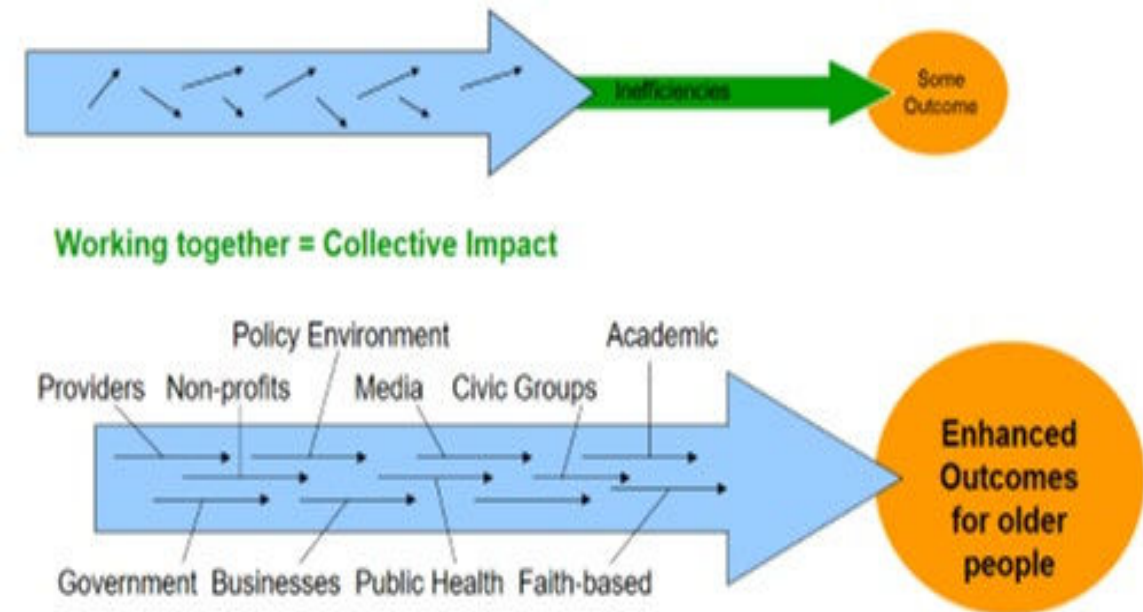 Inefficiencies
Some
Outcome
Working together = Collective Impact
Policy Environment
Academic
Providers
Non-profits
Media
Civic Groups
Enhanced
Outcomes
for older
people
Government
Businesses
Public Health
Faith-based